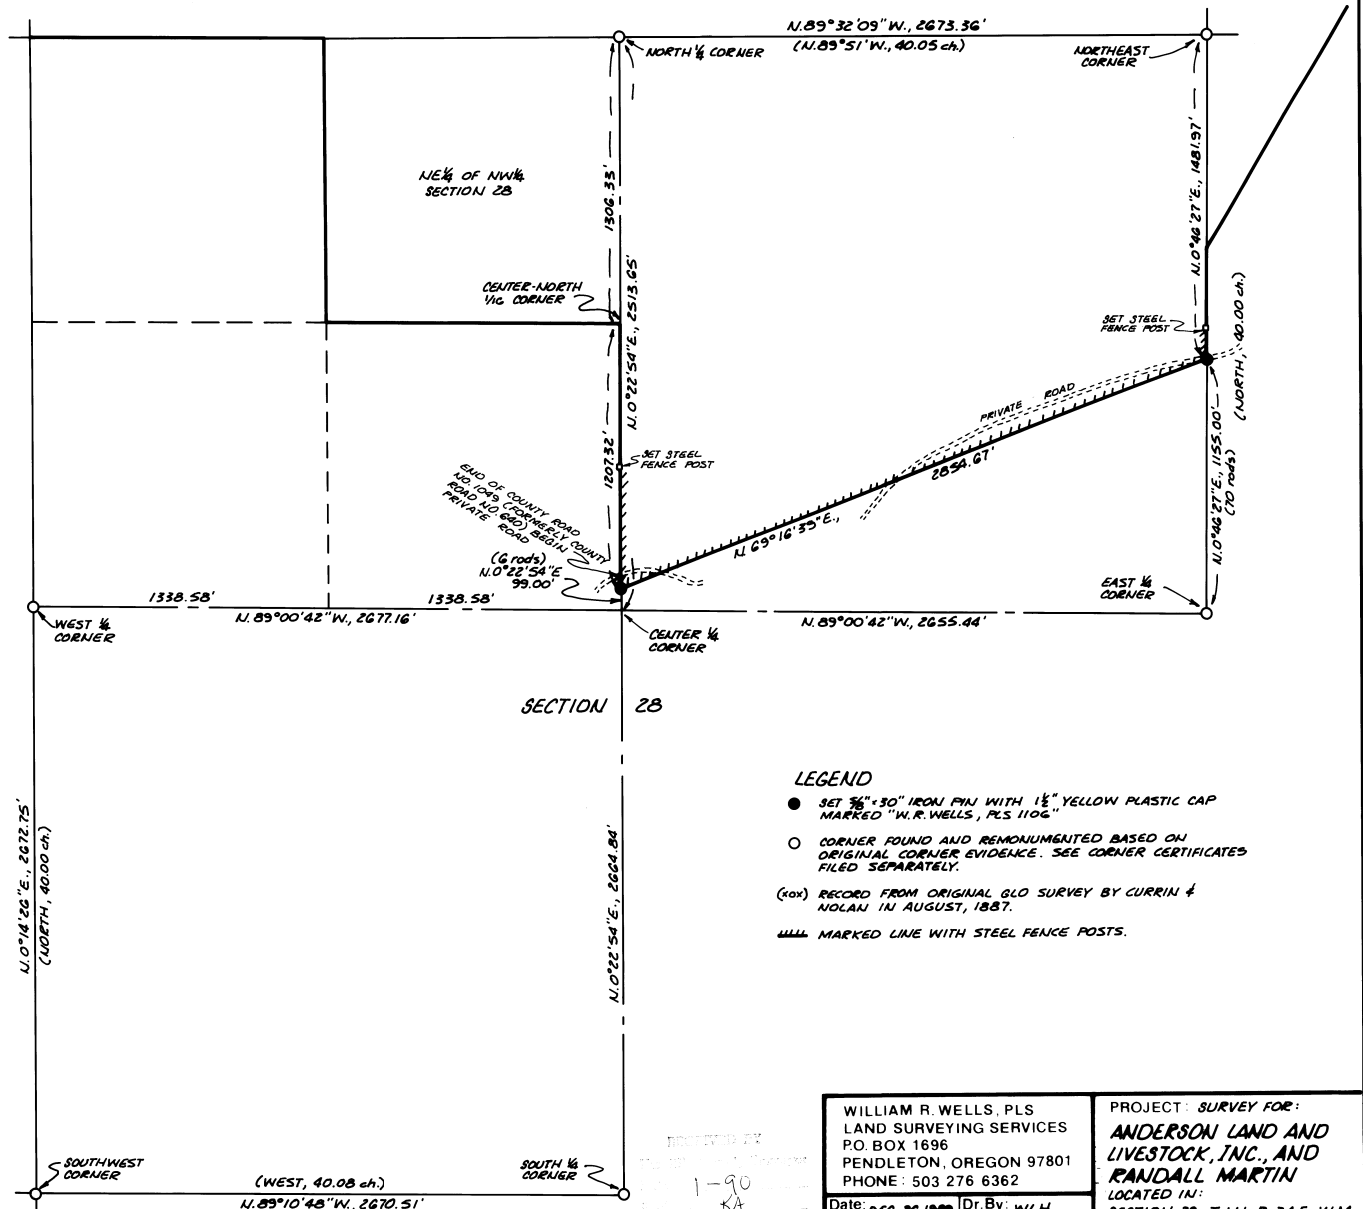 N.89°32'09"W., 2673.36'
(N.89°51'W., 40.05 ch.)
NORTH ¼ CORNER
NORTHEAST
CORNER
NE¼ OF NW¼
SECTION 28
1306.33'
N.0°46'27"E., 1481.97'
CENTER-NORTH
1/16 CORNER
N.0°22'54"E., 2513.65'
SET STEEL
FENCE POST
(NORTH, 40.00 ch.)
PRIVATE ROAD
1207.32'
SET STEEL
FENCE POST
2854.67'
N.69°16'39"E.,
N.0°46'27"E., 1155.00'
(70 rods)
END OF COUNTY ROAD
NO. 1049 (FORMERLY COUNTY
ROAD NO. 640) BEGIN
PRIVATE ROAD
(6 rods)
N.0°22'54"E
99.00'
EAST ¼
CORNER
1338.58'
1338.58'
WEST ¼
CORNER
N.89°00'42"W., 2677.16'
CENTER ¼
CORNER
N.89°00'42"W., 2655.44'
SECTION 28
LEGEND
SET 5/8"×30" IRON PIN WITH 1½" YELLOW PLASTIC CAP
MARKED "W.R.WELLS, PLS 1106"
CORNER FOUND AND REMONUMENTED BASED ON
ORIGINAL CORNER EVIDENCE. SEE CORNER CERTIFICATES
FILED SEPARATELY.
(xox) RECORD FROM ORIGINAL GLO SURVEY BY CURRIN &
NOLAN IN AUGUST, 1887.
MARKED LINE WITH STEEL FENCE POSTS.
N.0°14'26"E., 2672.75'
(NORTH, 40.00 ch.)
N.0°22'54"E., 2664.84'
SOUTHWEST
CORNER
SOUTH ¼
CORNER
(WEST, 40.08 ch.)
N.89°10'48"W., 2670.51'
RECEIVED BY
1-90
KA
WILLIAM R. WELLS, PLS
LAND SURVEYING SERVICES
P.O. BOX 1696
PENDLETON, OREGON 97801
PHONE: 503 276 6362
Date: Dr. By: WLH
PROJECT: SURVEY FOR:
ANDERSON LAND AND
LIVESTOCK, INC., AND
RANDALL MARTIN
LOCATED IN: